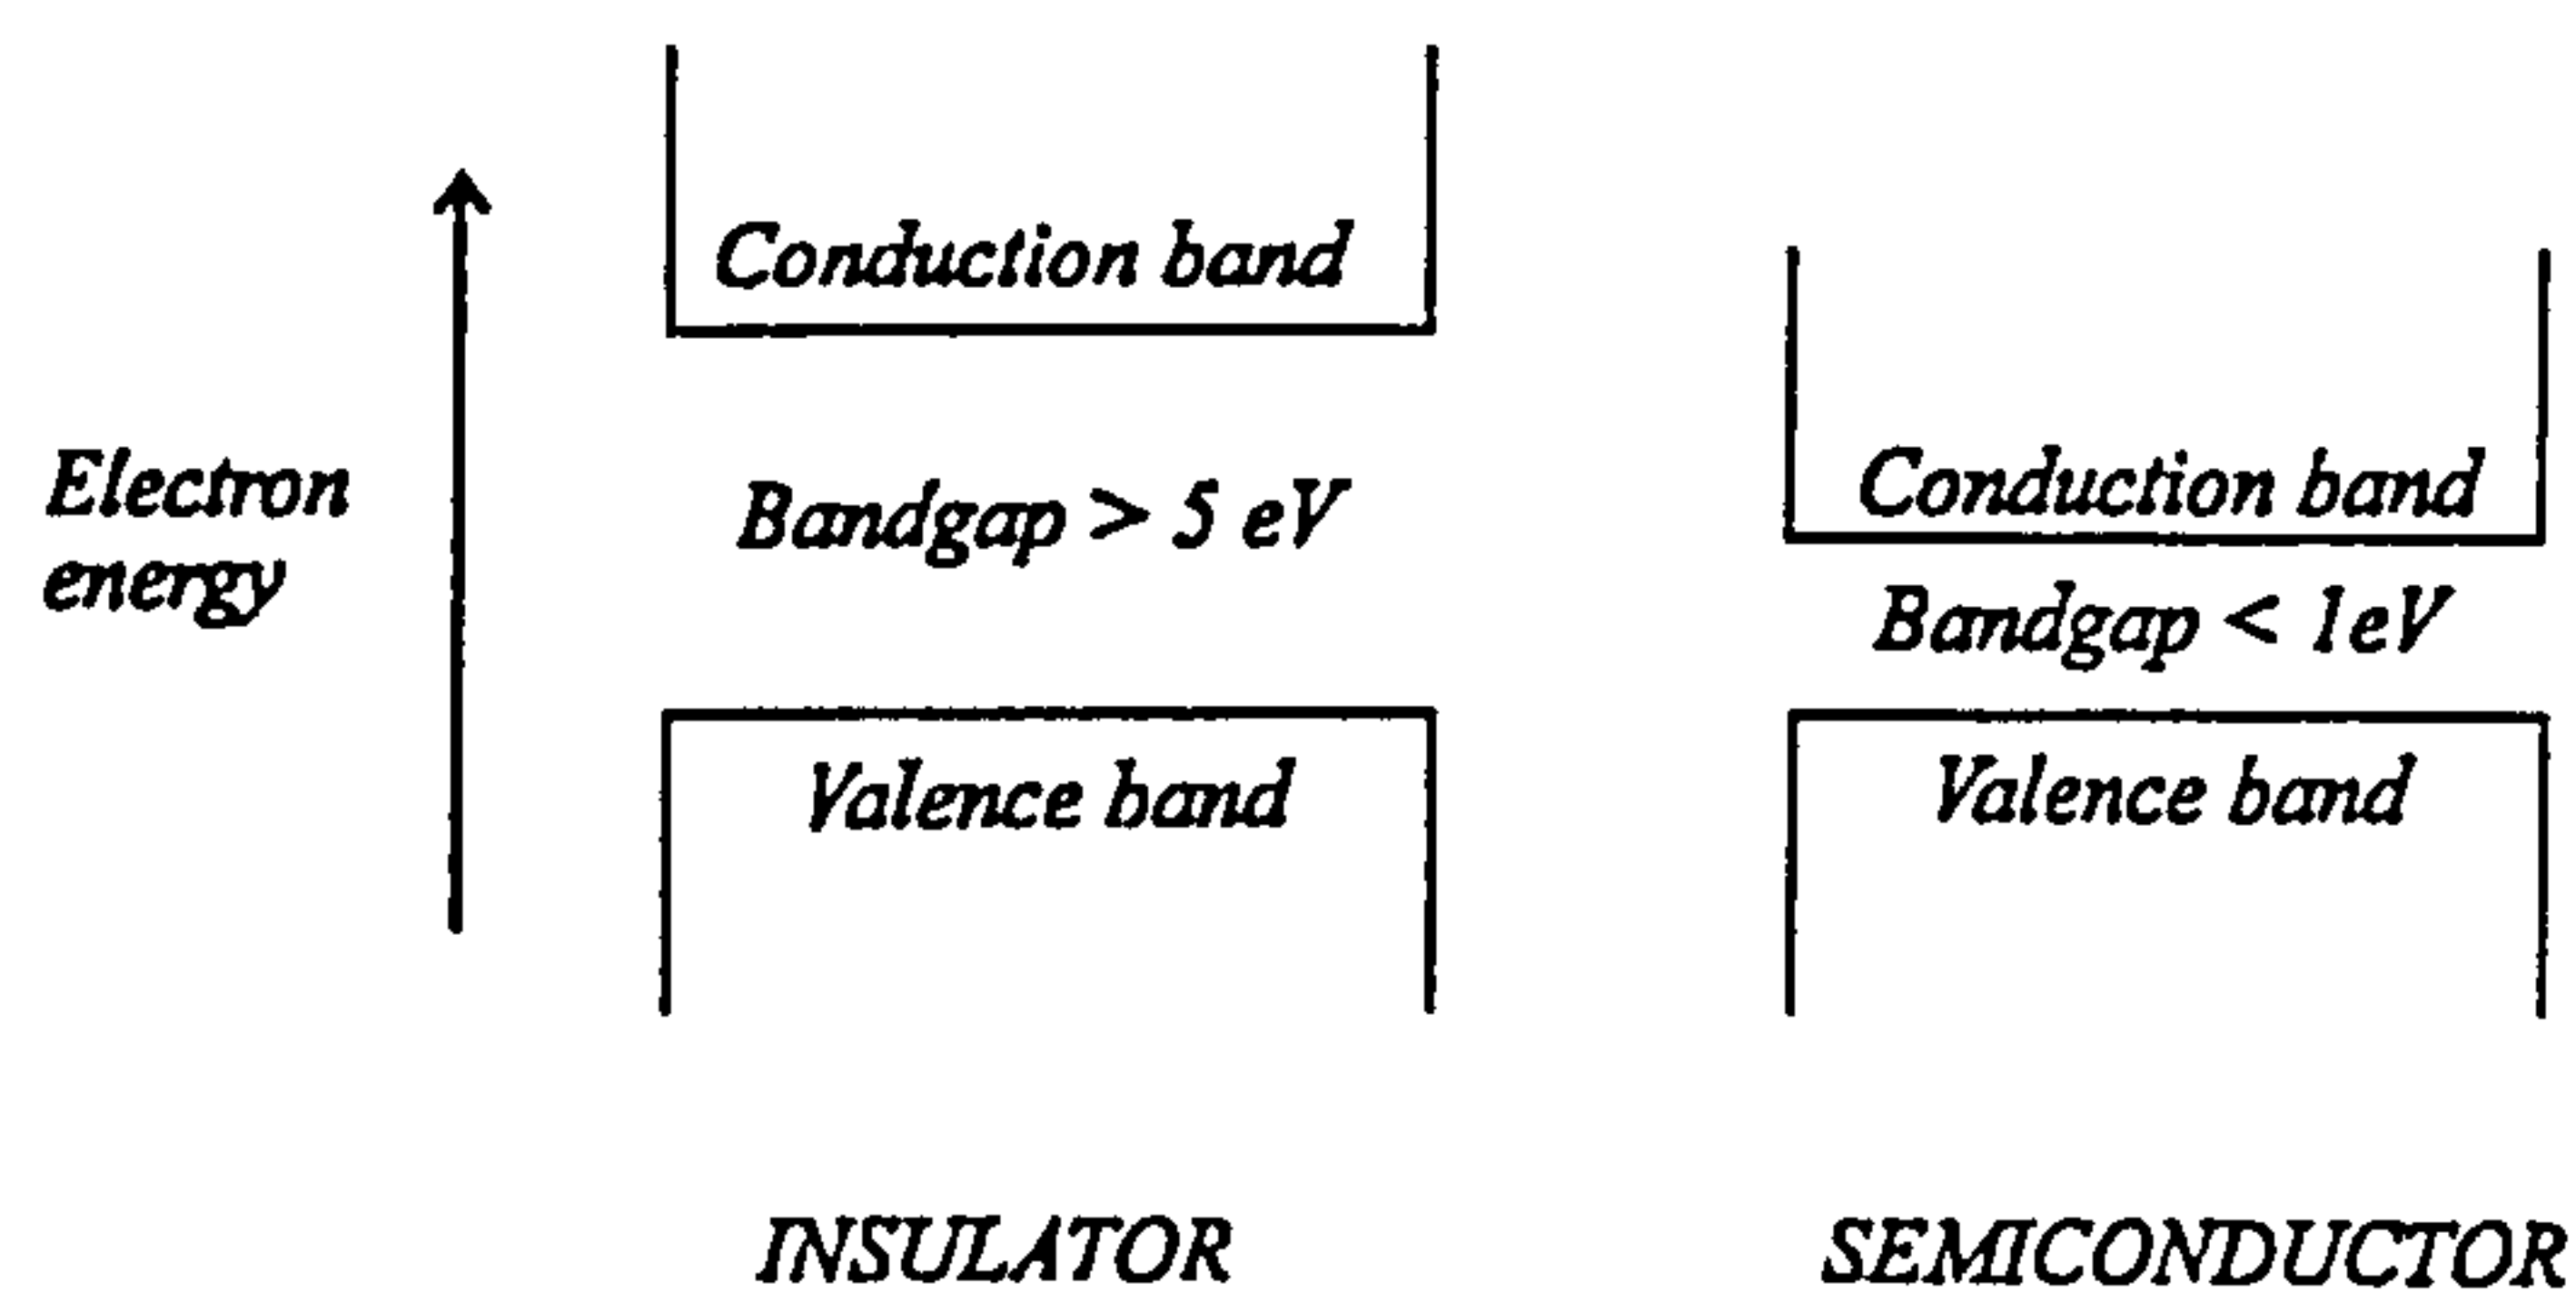 Conduction band
Conduction band
Electron
energy
Bandgap > 5 eV
Bandgap < 1eV
Valence band
Valence band
INSULATOR
SEMICONDUCTOR